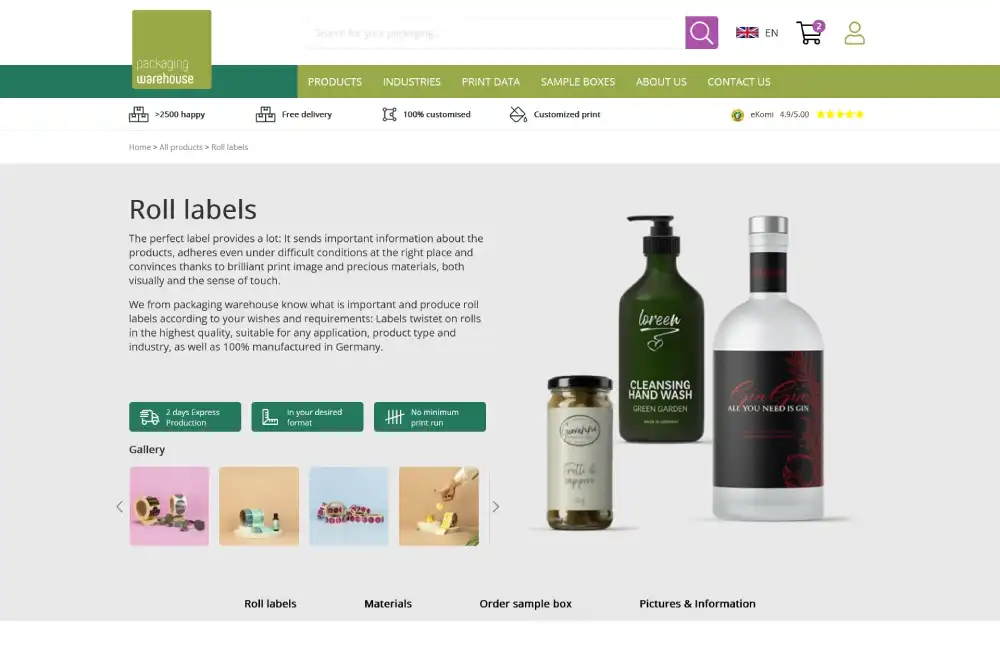 Search for your packaging...
EN
2
packaging
warehouse
PRODUCTS
INDUSTRIES
PRINT DATA
SAMPLE BOXES
ABOUT US
CONTACT US
>2500 happy
Free delivery
100% customised
Customized print
eKomi 4.9/5.00
Home > All products > Roll labels
Roll labels
The perfect label provides a lot: It sends important information about the
products, adheres even under difficult conditions at the right place and
convinces thanks to brilliant print image and precious materials, both
visually and the sense of touch.
We from packaging warehouse know what is important and produce roll
labels according to your wishes and requirements: Labels twistet on rolls
in the highest quality, suitable for any application, product type and
industry, as well as 100% manufactured in Germany.
2 days Express
Production
in your desired
format
No minimum
print run
Gallery
loreen
CLEANSING
HAND WASH
GREEN GARDEN
MADE IN GERMANY
Gin Gin
ALL YOU NEED IS GIN
Giovanni
Frutti di
cappero
Roll labels
Materials
Order sample box
Pictures & Information